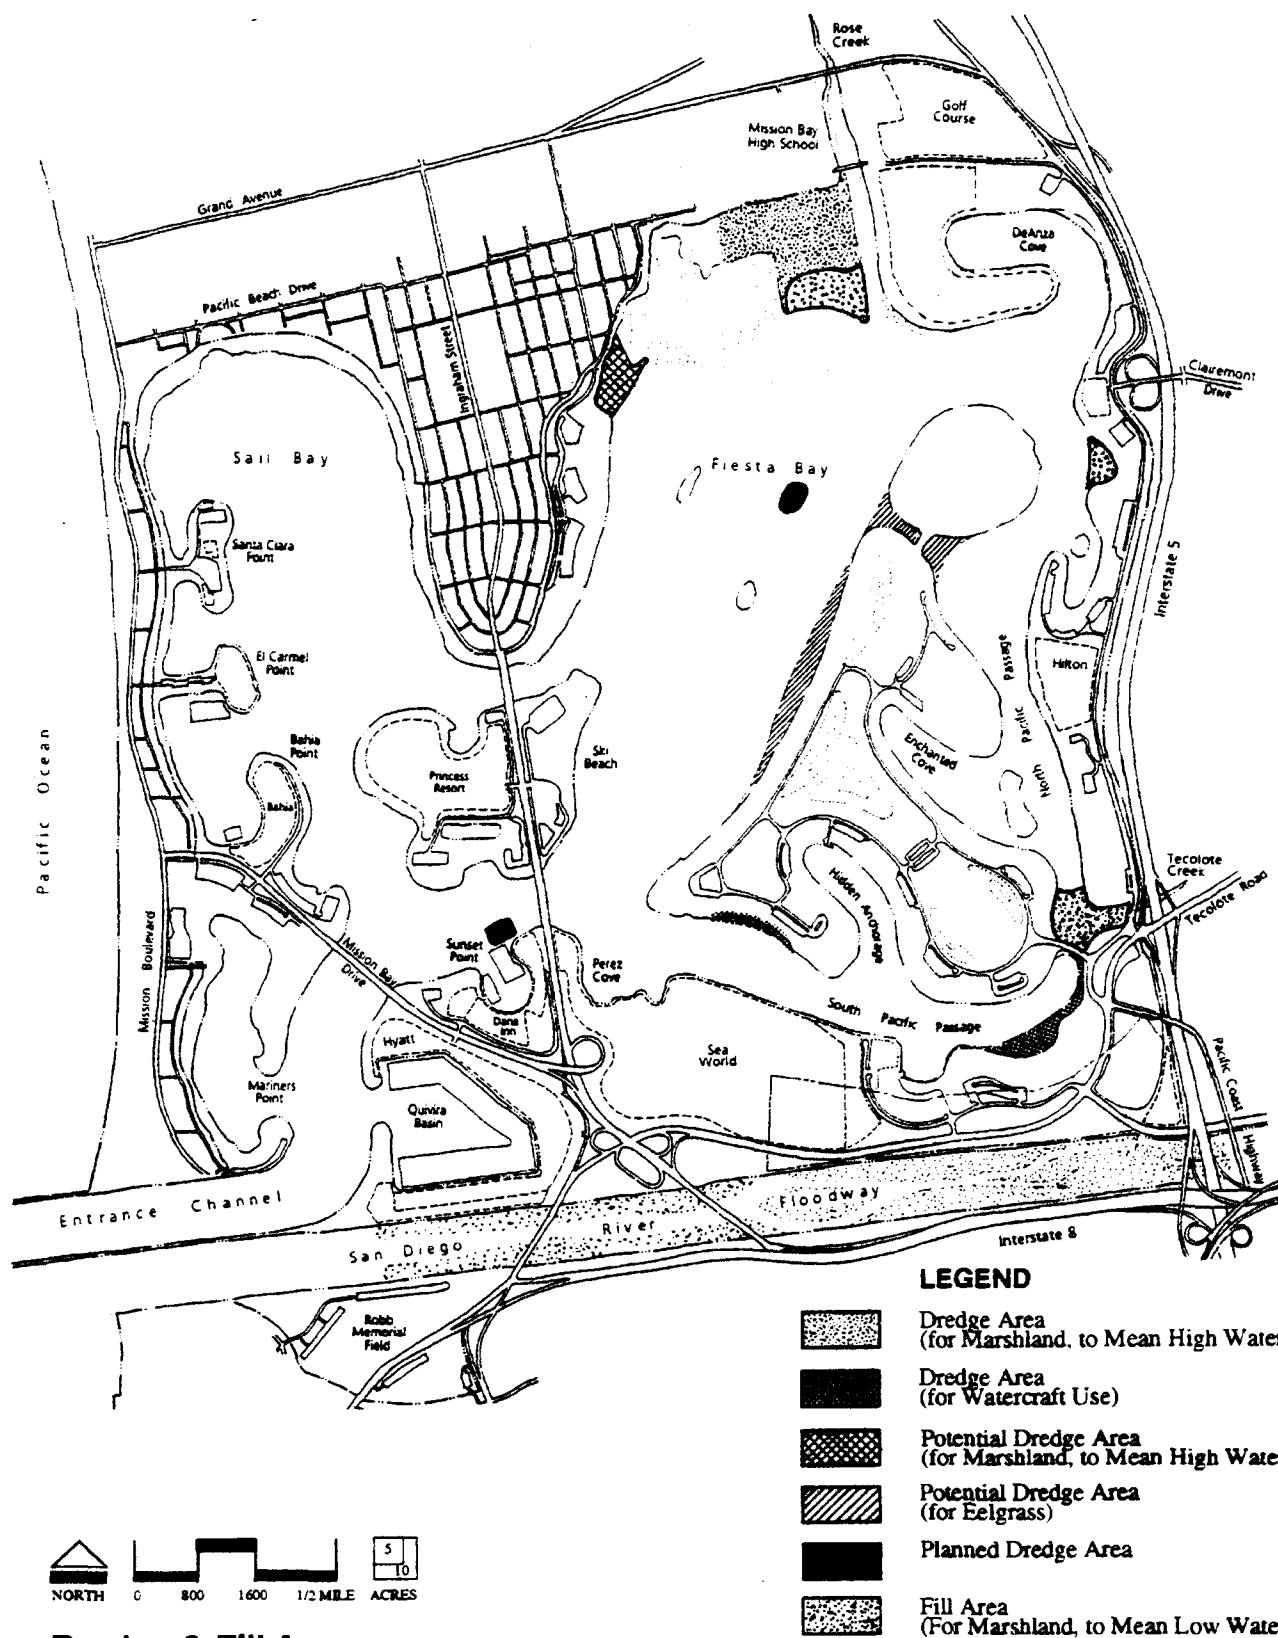 Rose
Creek
Golf
Course
Mission Bay
High School
Grand Avenue
DeAnza
Cove
Pacific Beach Drive
Ingraham Street
Clairemont
Drive
Sail Bay
Fiesta Bay
Santa Clara
Point
Interstate 5
El Carmel
Point
Hilton
North Pacific Passage
Pacific Ocean
Bahia
Point
Ski
Beach
Enchanted
Cove
Princess
Resort
Bahia
Tecolote
Creek
Tecolote Road
Hidden Anchorage
Mission Boulevard
Mission Bay
Drive
Sunset
Point
Perez
Cove
Dana
Inn
South Pacific Passage
Hyatt
Sea
World
Pacific Coast Highway
Mariners
Point
Quivira
Basin
Entrance Channel
San Diego River Floodway
Interstate 8
Robb
Memorial
Field
LEGEND
Dredge Area
(for Marshland, to Mean High Water
Dredge Area
(for Watercraft Use)
Potential Dredge Area
(for Marshland, to Mean High Wate
Potential Dredge Area
(for Eelgrass)
Planned Dredge Area
Fill Area
(For Marshland, to Mean Low Wate
5
10
NORTH 0 800 1600 1/2 MILE ACRES